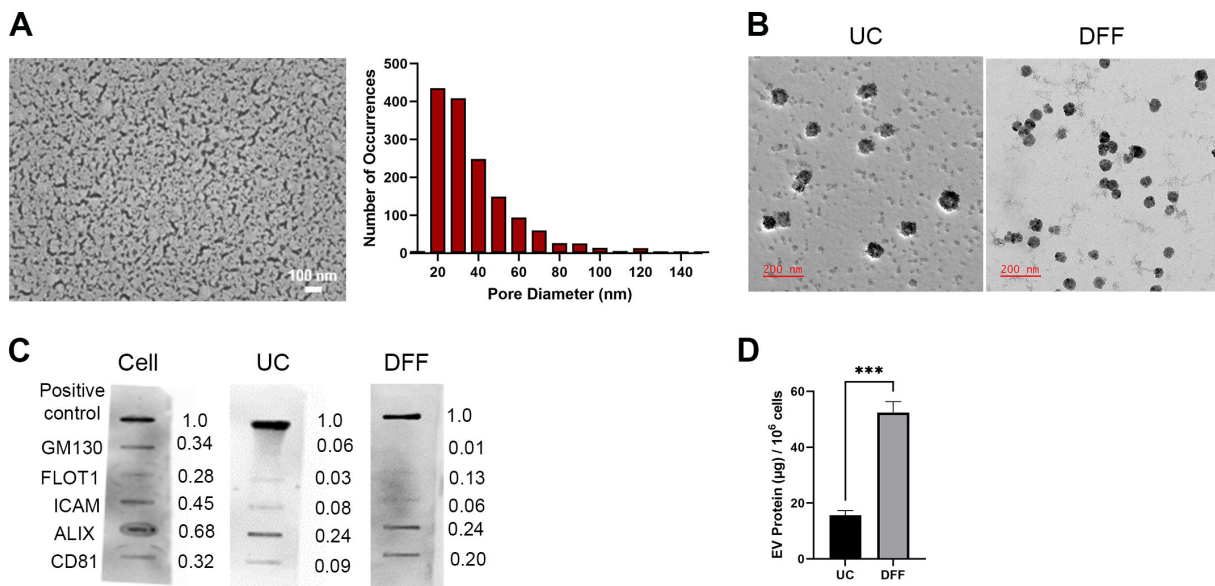 A
100 nm
Number of Occurrences
500
400
300
200
100
0
20 40 60 80 100 120 140
Pore Diameter (nm)
B
UC DFF
200 nm
200 nm
C
Cell UC DFF
Positive
control
GM130
FLOT1
ICAM
ALIX
CD81
1.0
0.34
0.28
0.45
0.68
0.32
1.0
0.06
0.03
0.08
0.24
0.09
1.0
0.01
0.13
0.06
0.24
0.20
D
***
EV Protein (µg) / 10⁶ cells
60
40
20
0
UC DFF